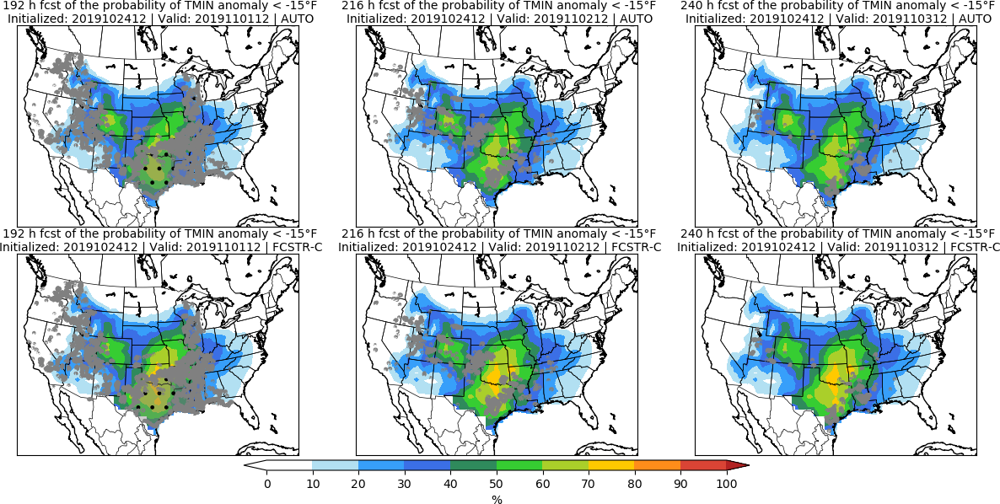 192 h fcst of the probability of TMIN anomaly < -15°F
Initialized: 2019102412 | Valid: 2019110112 | AUTO
216 h fcst of the probability of TMIN anomaly < -15°F
Initialized: 2019102412 | Valid: 2019110212 | AUTO
240 h fcst of the probability of TMIN anomaly < -15°F
Initialized: 2019102412 | Valid: 2019110312 | AUTO
192 h fcst of the probability of TMIN anomaly < -15°F
Initialized: 2019102412 | Valid: 2019110112 | FCSTR-C
216 h fcst of the probability of TMIN anomaly < -15°F
Initialized: 2019102412 | Valid: 2019110212 | FCSTR-C
240 h fcst of the probability of TMIN anomaly < -15°F
Initialized: 2019102412 | Valid: 2019110312 | FCSTR-C
0 10 20 30 40 50 60 70 80 90 100
%